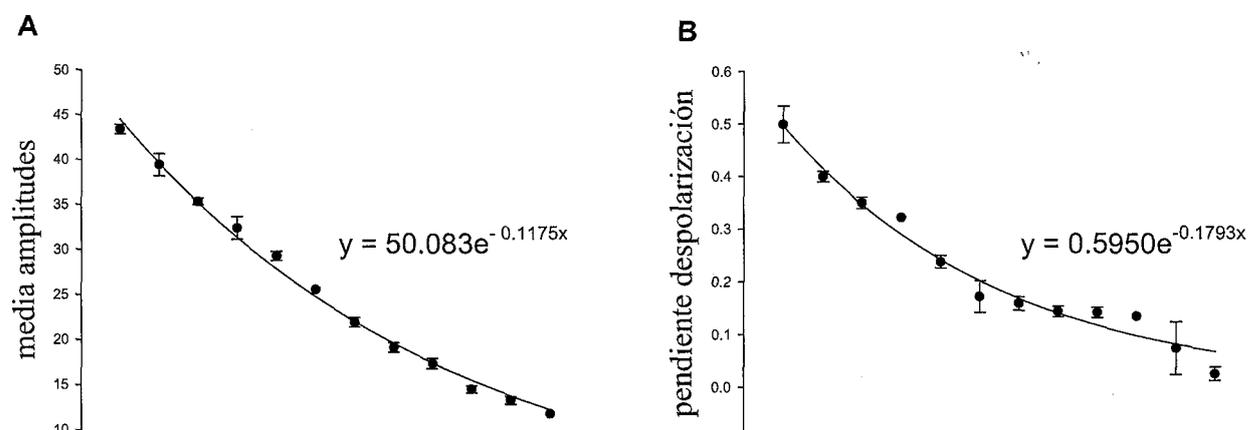 A
50
45
40
35
30
25
20
15
10
media amplitudes
y = 50.083e^- 0.1175x
B
0.6
0.5
0.4
0.3
0.2
0.1
0.0
pendiente despolarización
y = 0.5950e^-0.1793x